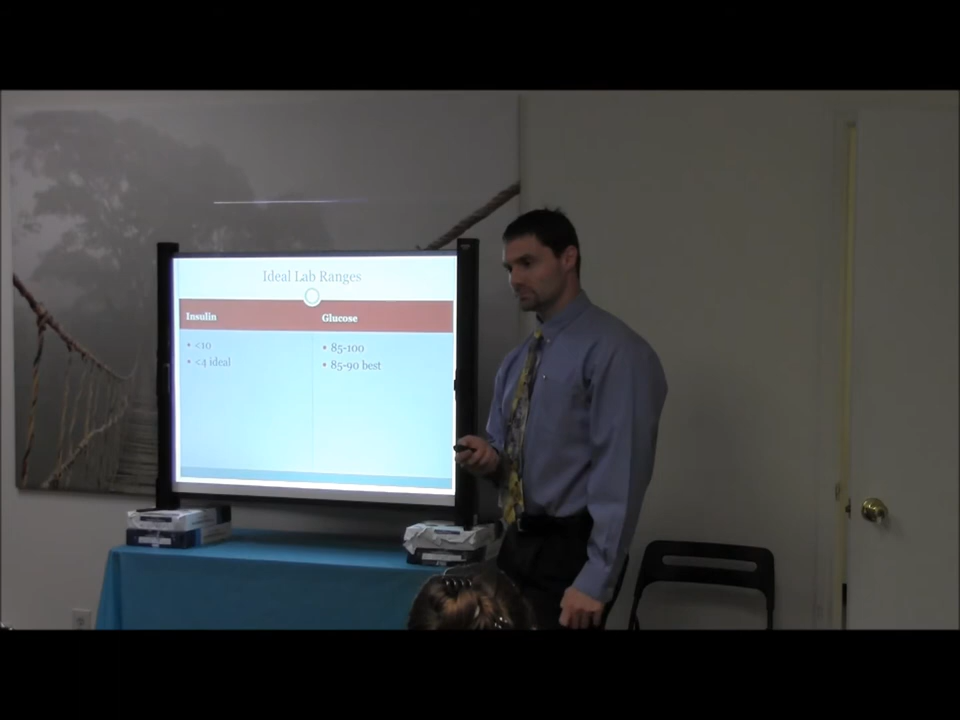 Ideal Lab Ranges
Insulin
Glucose
• <10
• <4 ideal
• 85-100
• 85-90 best